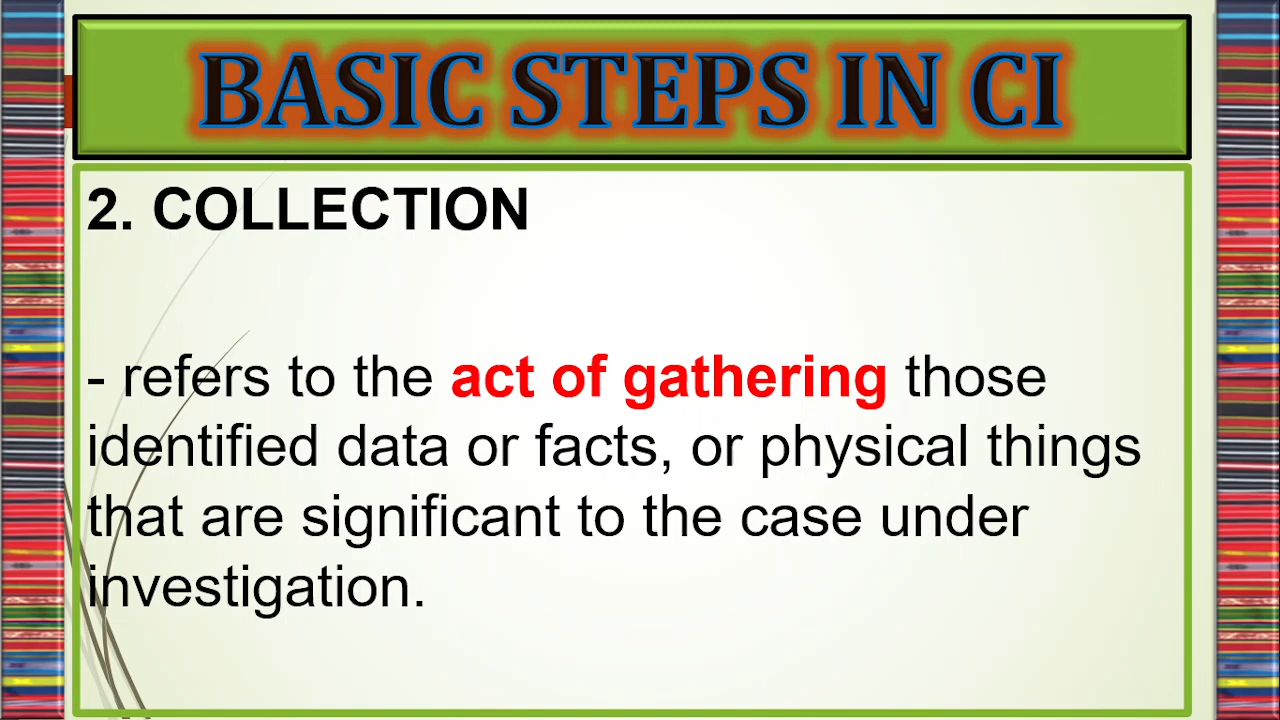 BASIC STEPS IN CI
2. COLLECTION
- refers to the act of gathering those
identified data or facts, or physical things
that are significant to the case under
investigation.